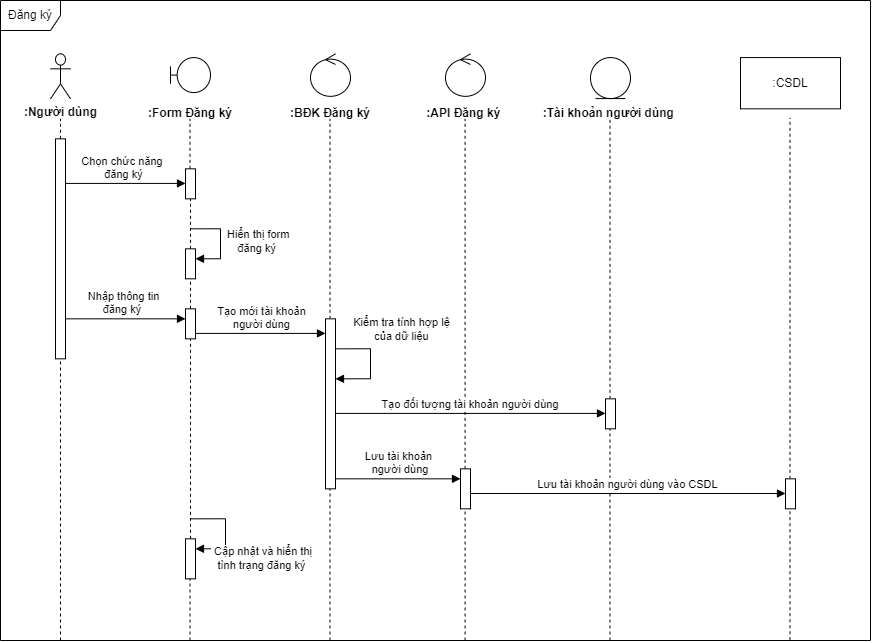 Đăng ký
:Người dùng
:Form Đăng ký
:BĐK Đăng ký
:API Đăng ký
:Tài khoản người dùng
:CSDL
Chọn chức năng
đăng ký
Hiển thị form
đăng ký
Nhập thông tin
đăng ký
Tạo mới tài khoản
người dùng
Kiểm tra tính hợp lệ
của dữ liệu
Tạo đối tượng tài khoản người dùng
Lưu tài khoản
người dùng
Lưu tài khoản người dùng vào CSDL
Cập nhật và hiển thị
tình trạng đăng ký